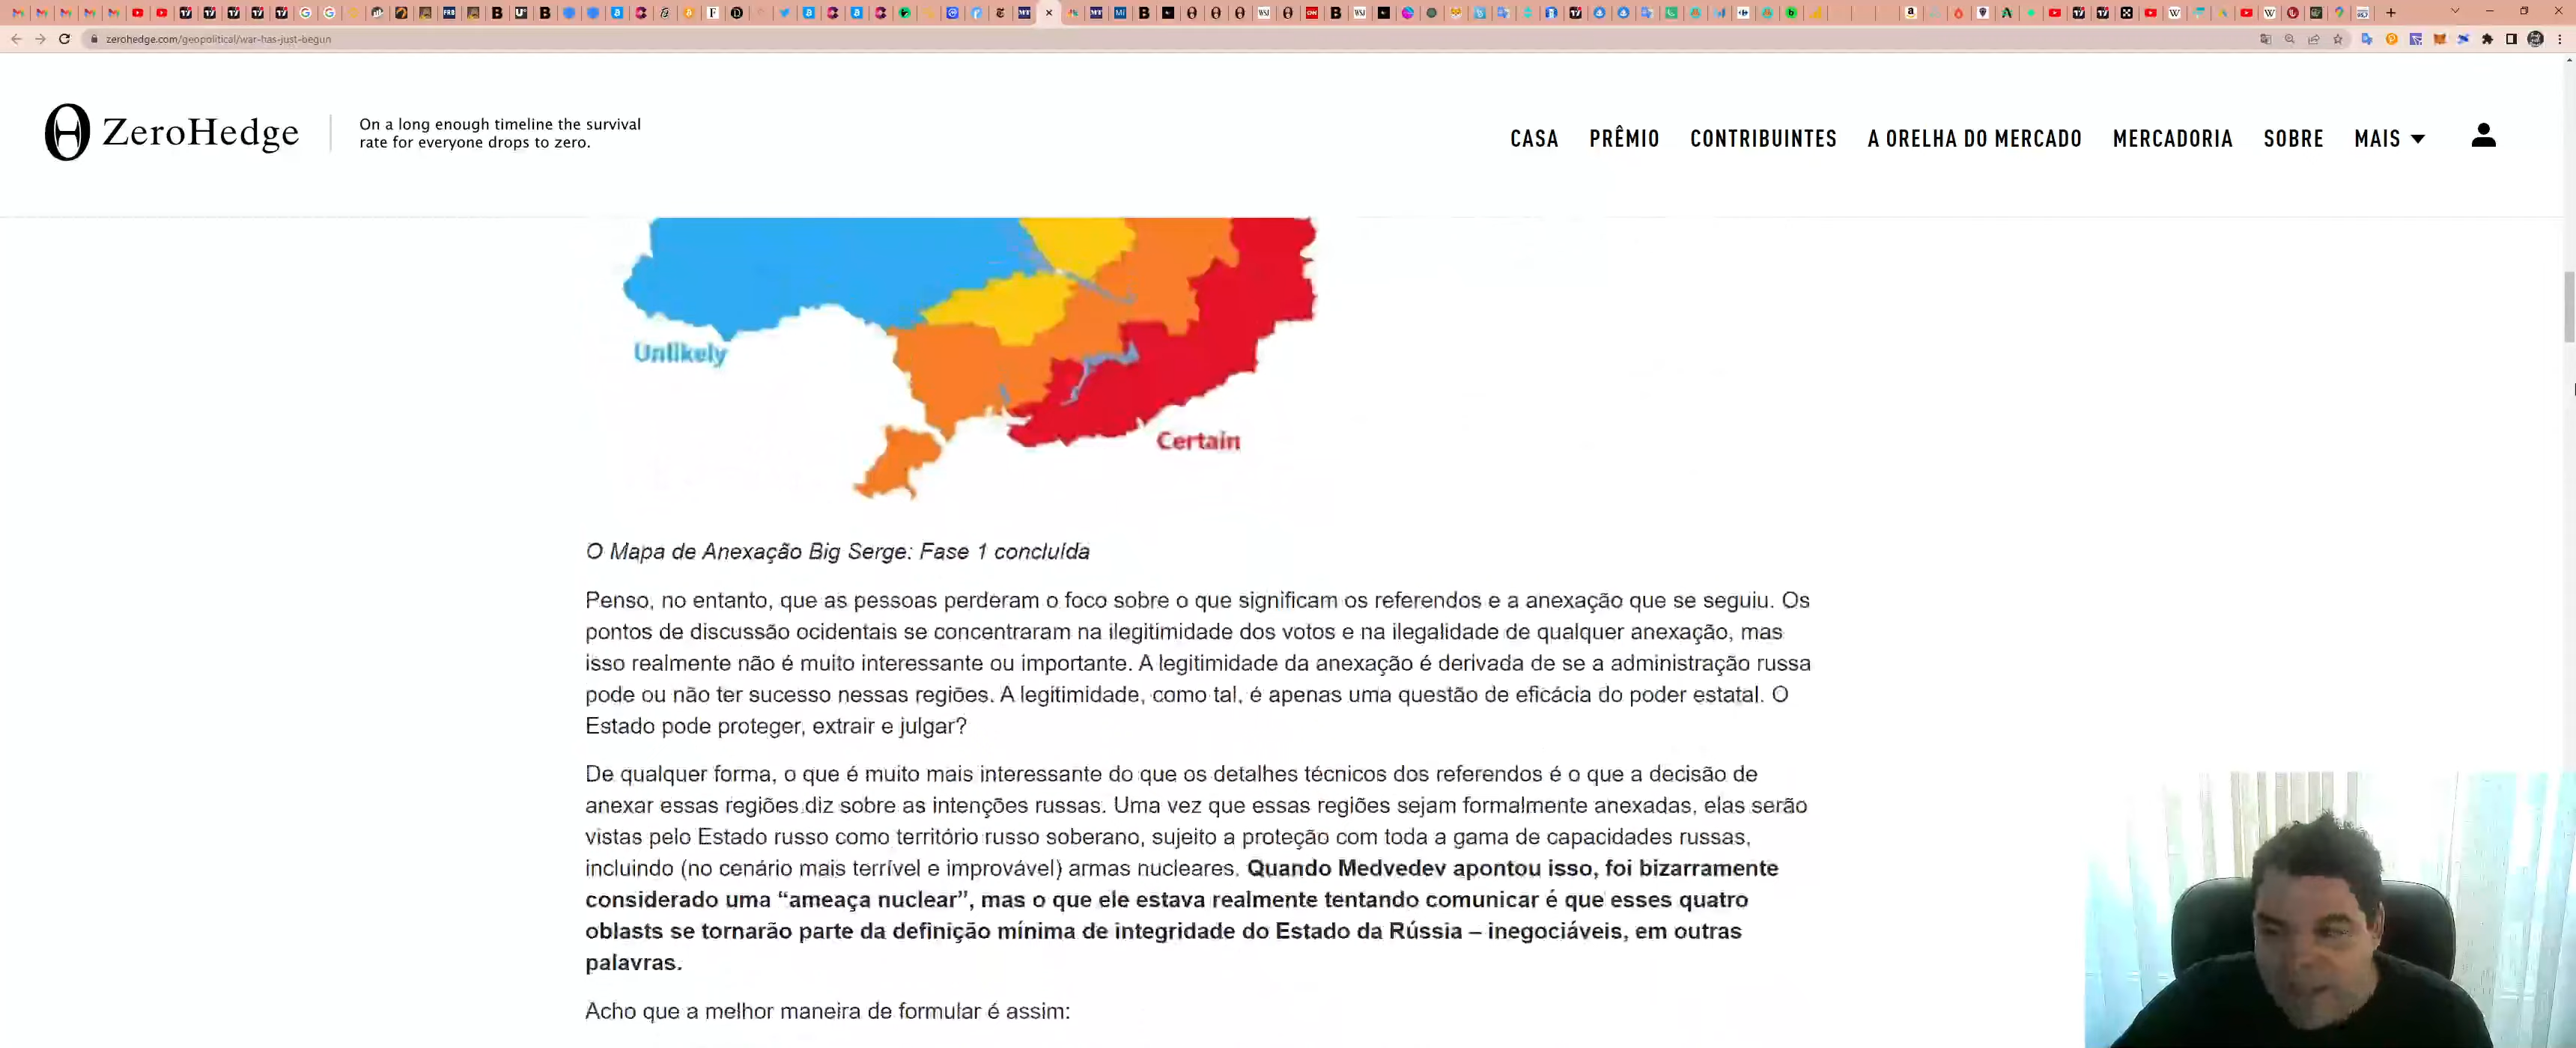 zerohedge.com/geopolitical/war-has-just-begun
ZeroHedge
On a long enough timeline the survival
rate for everyone drops to zero.
CASA PRÊMIO CONTRIBUINTES A ORELHA DO MERCADO MERCADORIA SOBRE MAIS
Unlikely
Certain
O Mapa de Anexação Big Serge: Fase 1 concluída
Penso, no entanto, que as pessoas perderam o foco sobre o que significam os referendos e a anexação que se seguiu. Os
pontos de discussão ocidentais se concentraram na ilegitimidade dos votos e na ilegalidade de qualquer anexação, mas
isso realmente não é muito interessante ou importante. A legitimidade da anexação é derivada de se a administração russa
pode ou não ter sucesso nessas regiões. A legitimidade, como tal, é apenas uma questão de eficácia do poder estatal. O
Estado pode proteger, extrair e julgar?
De qualquer forma, o que é muito mais interessante do que os detalhes técnicos dos referendos é o que a decisão de
anexar essas regiões diz sobre as intenções russas. Uma vez que essas regiões sejam formalmente anexadas, elas serão
vistas pelo Estado russo como território russo soberano, sujeito a proteção com toda a gama de capacidades russas,
incluindo (no cenário mais terrível e improvável) armas nucleares. Quando Medvedev apontou isso, foi bizarramente
considerado uma “ameaça nuclear”, mas o que ele estava realmente tentando comunicar é que esses quatro
oblasts se tornarão parte da definição mínima de integridade do Estado da Rússia – inegociáveis, em outras
palavras.
Acho que a melhor maneira de formular é assim: